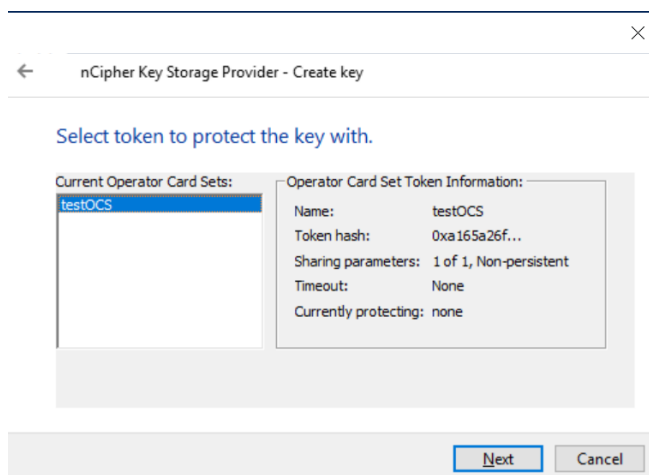 nCipher Key Storage Provider - Create key
Select token to protect the key with.
Current Operator Card Sets:
testOCS
Operator Card Set Token Information:
Name: testOCS
Token hash: 0xa165a26f...
Sharing parameters: 1 of 1, Non-persistent
Timeout: None
Currently protecting: none
Next Cancel